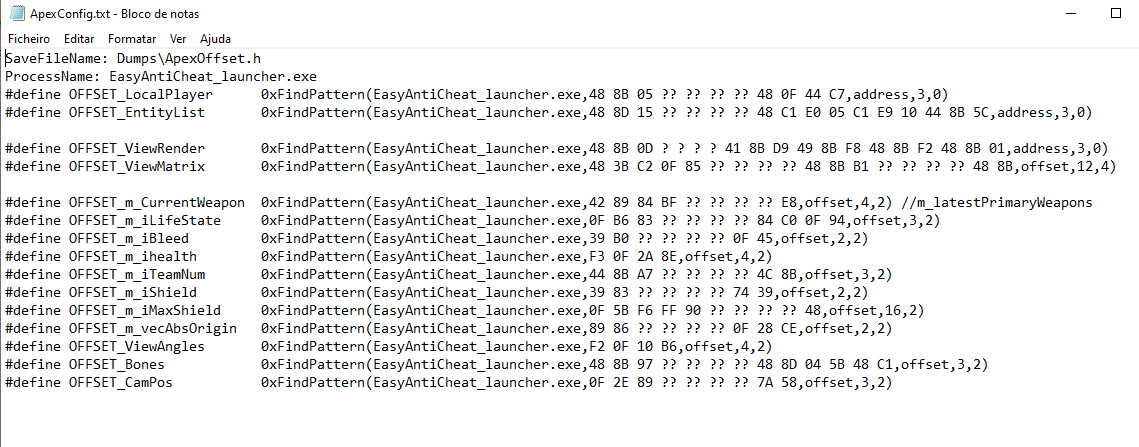 ApexConfig.txt - Bloco de notas
Ficheiro Editar Formatar Ver Ajuda
SaveFileName: Dumps\ApexOffset.h
ProcessName: EasyAntiCheat_launcher.exe
#define OFFSET_LocalPlayer 0xFindPattern(EasyAntiCheat_launcher.exe,48 8B 05 ?? ?? ?? ?? 48 0F 44 C7,address,3,0)
#define OFFSET_EntityList 0xFindPattern(EasyAntiCheat_launcher.exe,48 8D 15 ?? ?? ?? ?? 48 C1 E0 05 C1 E9 10 44 8B 5C,address,3,0)
#define OFFSET_ViewRender 0xFindPattern(EasyAntiCheat_launcher.exe,48 8B 0D ? ? ? ? 41 8B D9 49 8B F8 48 8B F2 48 8B 01,address,3,0)
#define OFFSET_ViewMatrix 0xFindPattern(EasyAntiCheat_launcher.exe,48 3B C2 0F 85 ?? ?? ?? ?? 48 8B B1 ?? ?? ?? ?? 48 8B,offset,12,4)
#define OFFSET_m_CurrentWeapon 0xFindPattern(EasyAntiCheat_launcher.exe,42 89 84 BF ?? ?? ?? ?? E8,offset,4,2) //m_latestPrimaryWeapons
#define OFFSET_m_iLifeState 0xFindPattern(EasyAntiCheat_launcher.exe,0F B6 83 ?? ?? ?? ?? 84 C0 0F 94,offset,3,2)
#define OFFSET_m_iBleed 0xFindPattern(EasyAntiCheat_launcher.exe,39 B0 ?? ?? ?? ?? 0F 45,offset,2,2)
#define OFFSET_m_ihealth 0xFindPattern(EasyAntiCheat_launcher.exe,F3 0F 2A 8E,offset,4,2)
#define OFFSET_m_iTeamNum 0xFindPattern(EasyAntiCheat_launcher.exe,44 8B A7 ?? ?? ?? ?? 4C 8B,offset,3,2)
#define OFFSET_m_iShield 0xFindPattern(EasyAntiCheat_launcher.exe,39 83 ?? ?? ?? ?? 74 39,offset,2,2)
#define OFFSET_m_iMaxShield 0xFindPattern(EasyAntiCheat_launcher.exe,0F 5B F6 FF 90 ?? ?? ?? ?? 48,offset,16,2)
#define OFFSET_m_vecAbsOrigin 0xFindPattern(EasyAntiCheat_launcher.exe,89 86 ?? ?? ?? ?? 0F 28 CE,offset,2,2)
#define OFFSET_ViewAngles 0xFindPattern(EasyAntiCheat_launcher.exe,F2 0F 10 B6,offset,4,2)
#define OFFSET_Bones 0xFindPattern(EasyAntiCheat_launcher.exe,48 8B 97 ?? ?? ?? ?? 48 8D 04 5B 48 C1,offset,3,2)
#define OFFSET_CamPos 0xFindPattern(EasyAntiCheat_launcher.exe,0F 2E 89 ?? ?? ?? ?? 7A 58,offset,3,2)